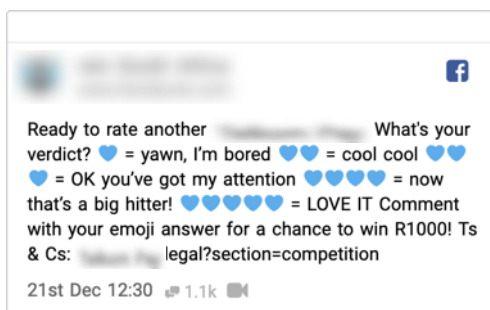 Ready to rate another What's your
verdict? 💙 = yawn, I'm bored 💙💙 = cool cool 💙💙
💙 = OK you've got my attention 💙💙💙💙 = now
that's a big hitter! 💙💙💙💙💙 = LOVE IT Comment
with your emoji answer for a chance to win R1000! Ts
& Cs: legal?section=competition
21st Dec 12:30 1.1k